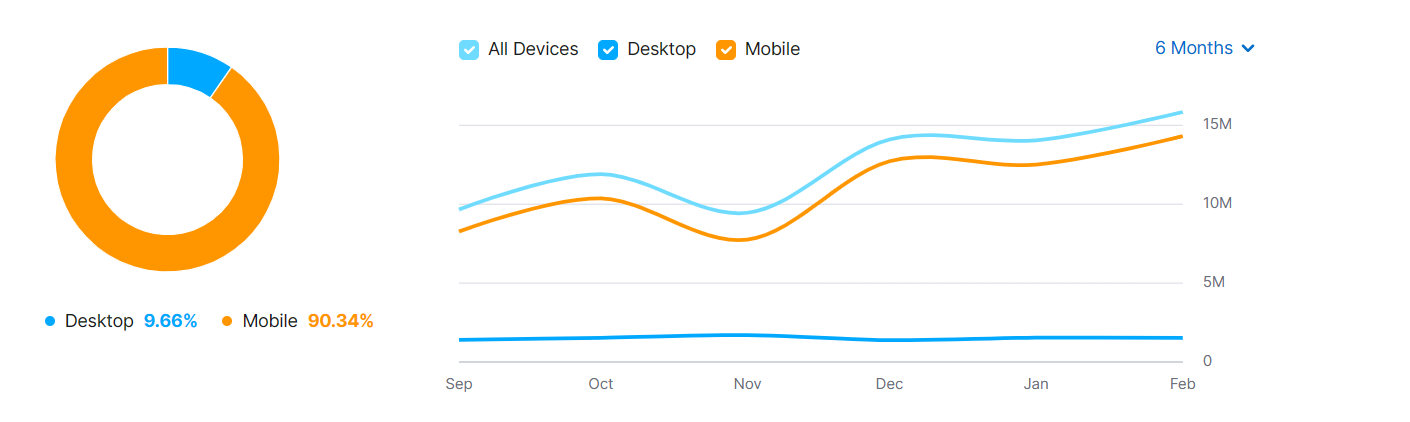 All Devices Desktop Mobile
6 Months
15M
10M
5M
0
Sep Oct Nov Dec Jan Feb
Desktop 9.66% Mobile 90.34%